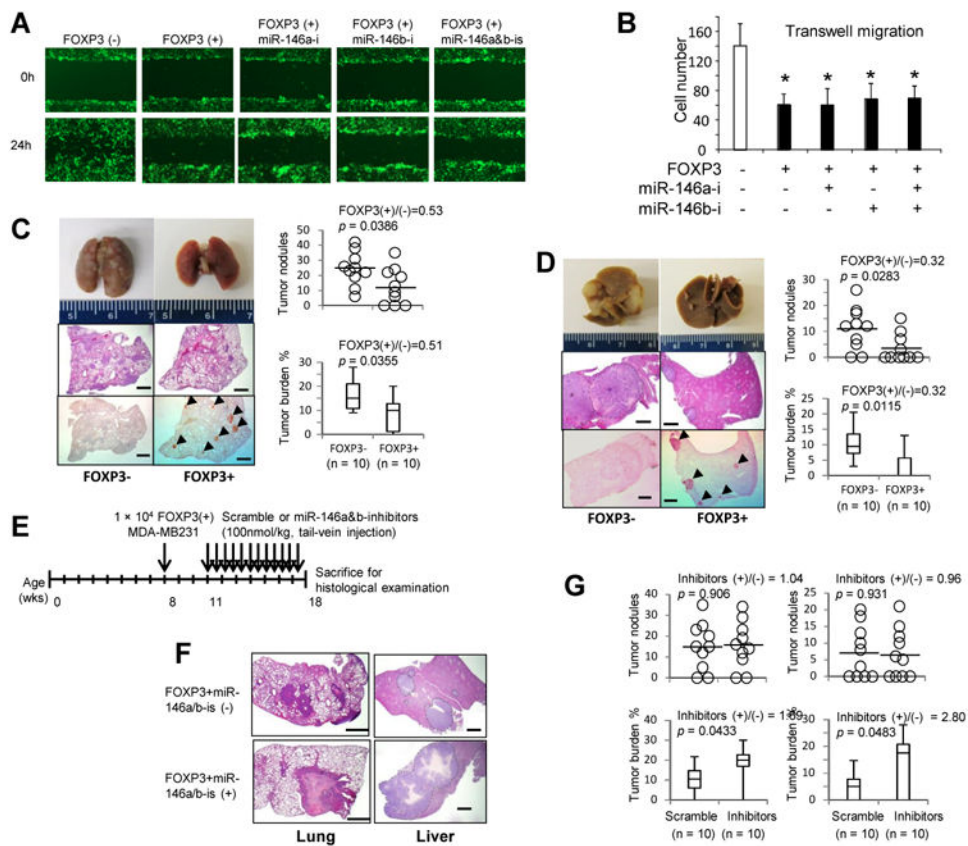 A
FOXP3 (-)
FOXP3 (+)
FOXP3 (+)
miR-146a-i
FOXP3 (+)
miR-146b-i
FOXP3 (+)
miR-146a&b-is
0h
24h
B
Transwell migration
Cell number
160
120
80
40
0
* * * *
FOXP3 - + + + +
miR-146a-i - - + - +
miR-146b-i - - - + +
C
5 6 7 5 6 7
FOXP3- FOXP3+
FOXP3(+)/(-)=0.53
p = 0.0386
Tumor nodules
50
40
30
20
10
0
FOXP3(+)/(-)=0.51
p = 0.0355
Tumor burden %
40
30
20
10
0
FOXP3- FOXP3+
(n = 10) (n = 10)
D
FOXP3- FOXP3+
FOXP3(+)/(-)=0.32
p = 0.0283
Tumor nodules
30
20
10
0
FOXP3(+)/(-)=0.32
p = 0.0115
Tumor burden %
30
20
10
0
FOXP3- FOXP3+
(n = 10) (n = 10)
E
1 × 10⁴ FOXP3(+)
MDA-MB231
Scramble or miR-146a&b-inhibitors
(100nmol/kg, tail-vein injection)
Age
(wks)
0 8 11 18
Sacrifice for
histological examination
F
FOXP3+miR-
146a/b-is (-)
FOXP3+miR-
146a/b-is (+)
Lung Liver
G
Inhibitors (+)/(-) = 1.04
p = 0.906
Tumor nodules
40
30
20
10
0
Inhibitors (+)/(-) = 0.96
p = 0.931
Tumor nodules
25
20
15
10
5
0
Inhibitors (+)/(-) =
p = 0.0433
Tumor burden %
40
30
20
10
0
Scramble Inhibitors
(n = 10) (n = 10)
Inhibitors (+)/(-) = 2.80
p = 0.0483
Tumor burden %
30
20
10
0
Scramble Inhibitors
(n = 10) (n = 10)